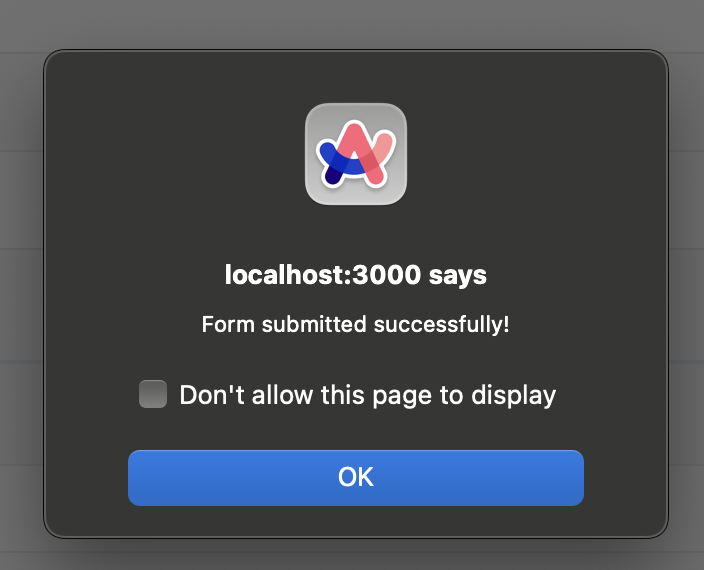 localhost:3000 says
Form submitted successfully!
Don't allow this page to display
OK